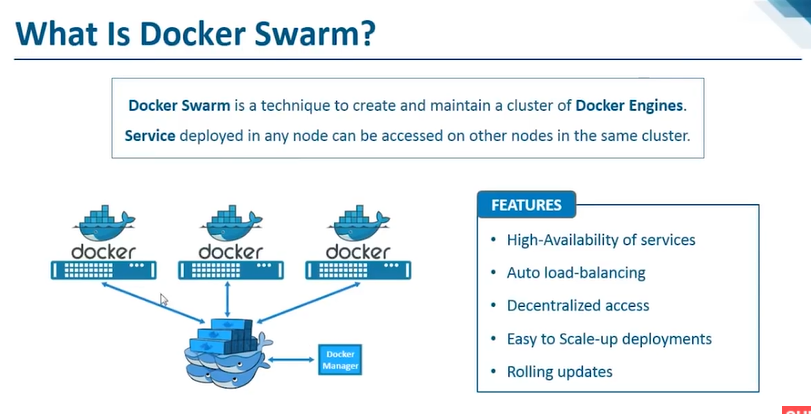 What Is Docker Swarm?
Docker Swarm is a technique to create and maintain a cluster of Docker Engines.
Service deployed in any node can be accessed on other nodes in the same cluster.
docker
docker
docker
Docker
Manager
FEATURES
• High-Availability of services
• Auto load-balancing
• Decentralized access
• Easy to Scale-up deployments
• Rolling updates